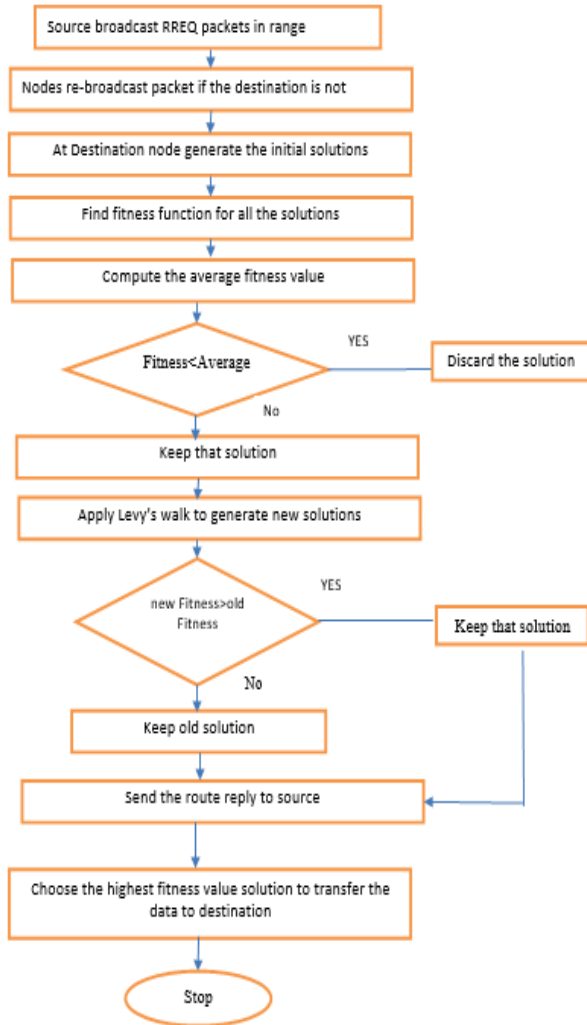 Source broadcast RREQ packets in range
Nodes re-broadcast packet if the destination is not
At Destination node generate the initial solutions
Find fitness function for all the solutions
Compute the average fitness value
Fitness<Average
YES
Discard the solution
No
Keep that solution
Apply Levy's walk to generate new solutions
new Fitness>old
Fitness
YES
Keep that solution
No
Keep old solution
Send the route reply to source
Choose the highest fitness value solution to transfer the
data to destination
Stop